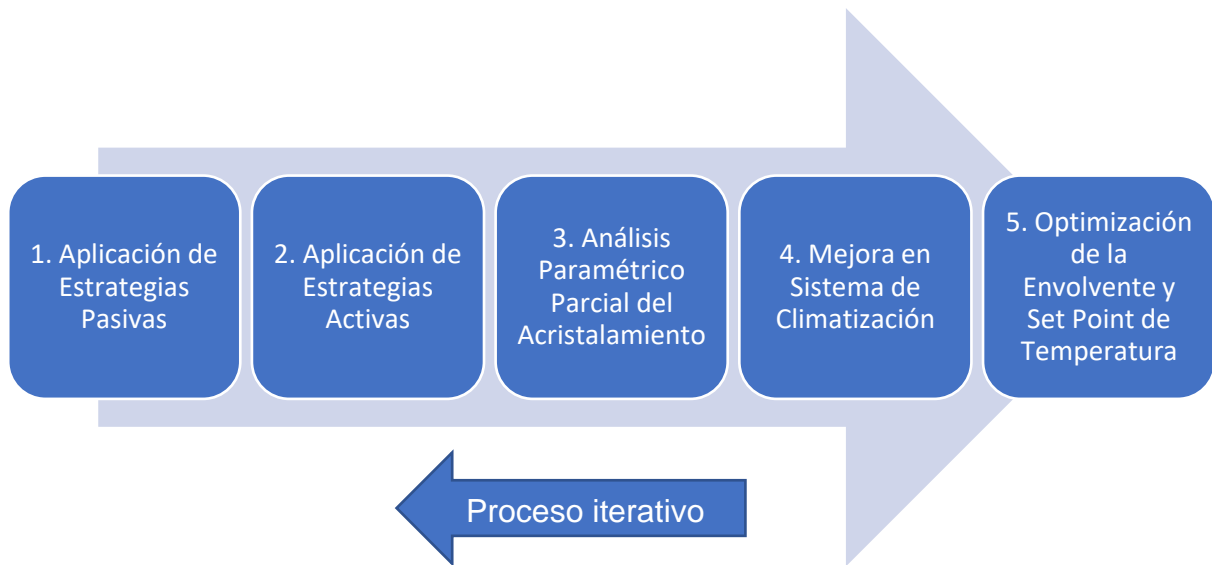 1. Aplicación de
Estrategias
Pasivas
2. Aplicación de
Estrategias
Activas
3. Análisis
Paramétrico
Parcial del
Acristalamiento
4. Mejora en
Sistema de
Climatización
5. Optimización
de la
Envolvente y
Set Point de
Temperatura
Proceso iterativo